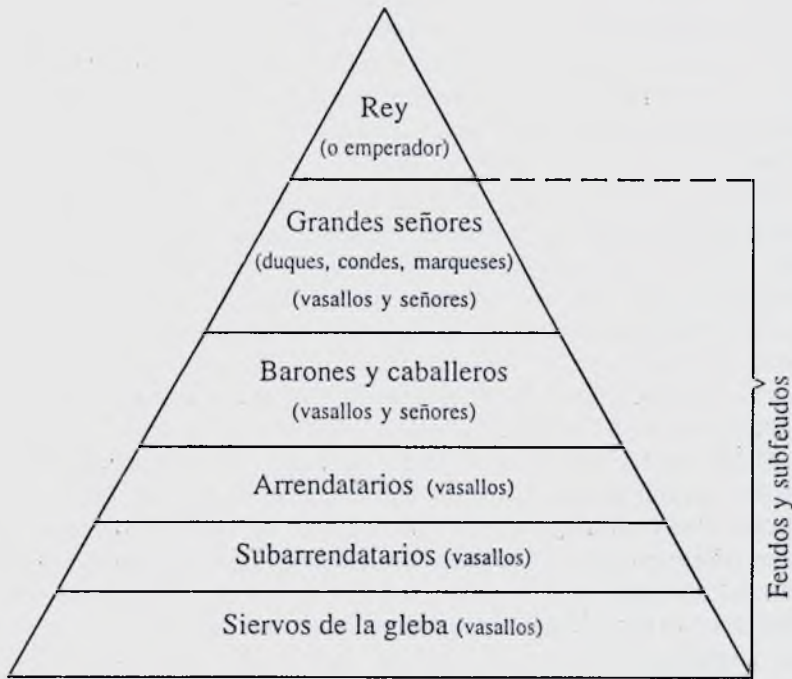 Rey
(o emperador)
Grandes señores
(duques, condes, marqueses)
(vasallos y señores)
Barones y caballeros
(vasallos y señores)
Arrendatarios (vasallos)
Subarrendatarios (vasallos)
Siervos de la gleba (vasallos)
Feudos y subfeudos